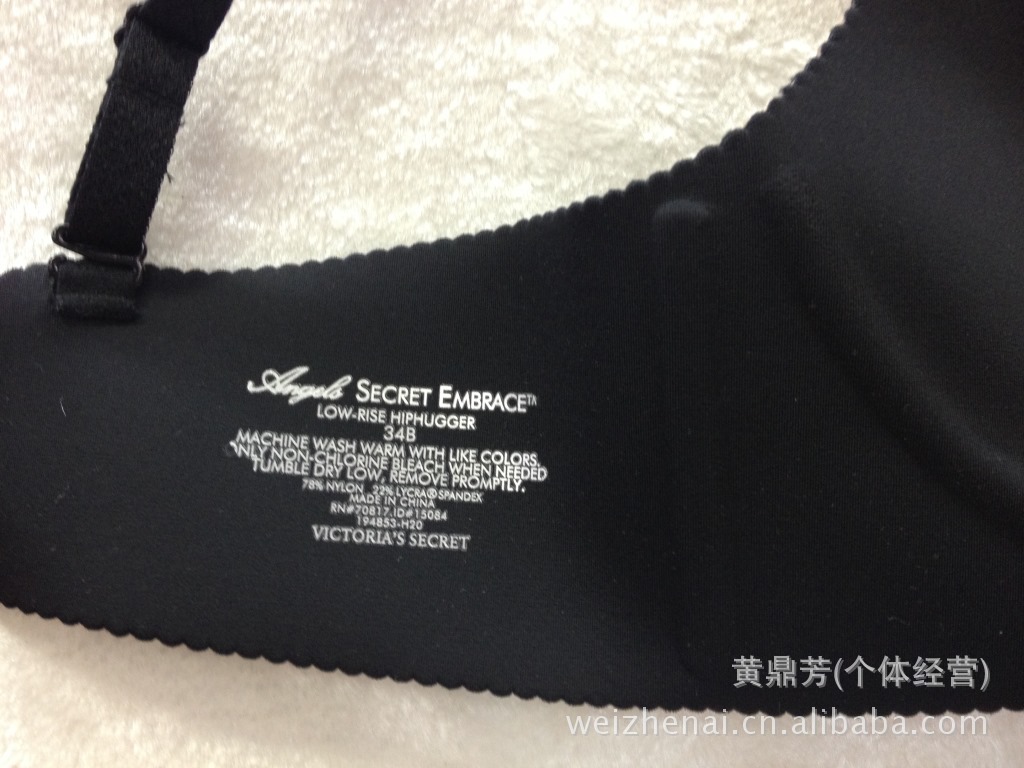 Angels SECRET EMBRACE™
LOW-RISE HIPHUGGER
34B
MACHINE WASH WARM WITH LIKE COLORS.
ONLY NON-CHLORINE BLEACH WHEN NEEDED
TUMBLE DRY LOW, REMOVE PROMPTLY.
78% NYLON 22% LYCRA® SPANDEX
MADE IN CHINA
RN#70817.ID#15084
194853-H20
VICTORIA'S SECRET
黄鼎芳(个体经营)
weizhenai.cn.alibaba.com